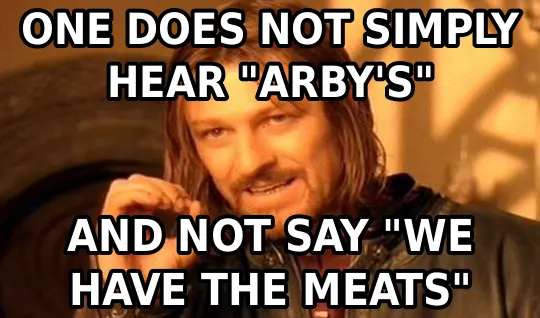 ONE DOES NOT SIMPLY
HEAR "ARBY'S"
AND NOT SAY "WE
HAVE THE MEATS"